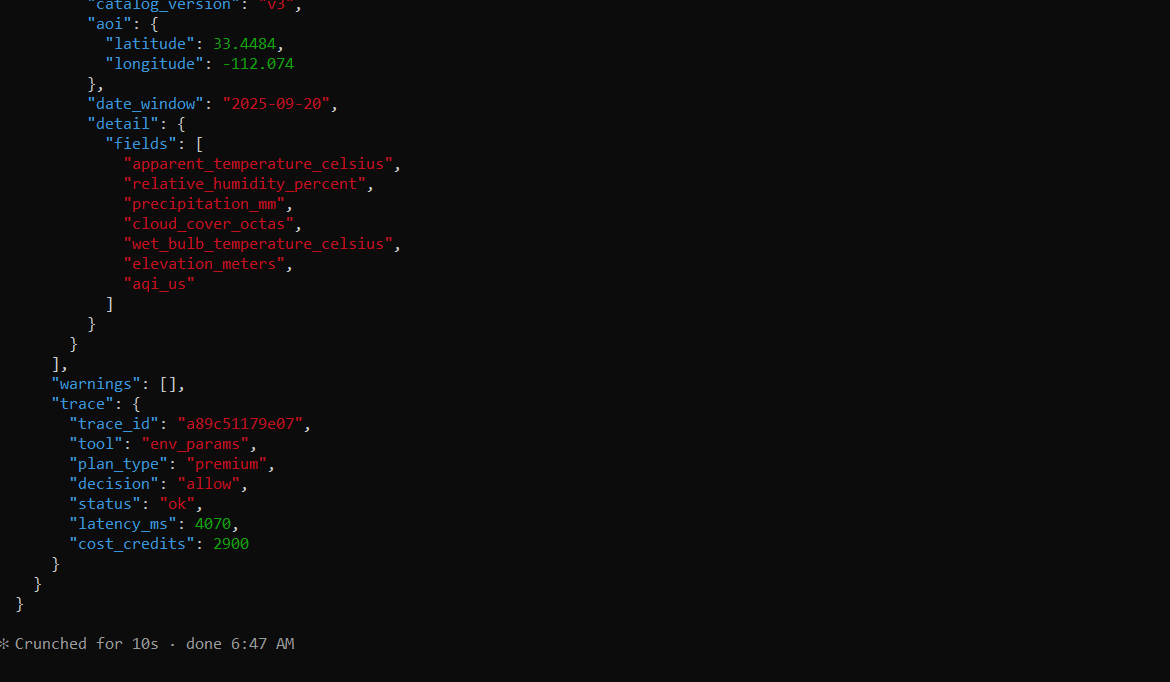 "catalog_version": "v3",
"aoi": {
"latitude": 33.4484,
"longitude": -112.074
},
"date_window": "2025-09-20",
"detail": {
"fields": [
"apparent_temperature_celsius",
"relative_humidity_percent",
"precipitation_mm",
"cloud_cover_octas",
"wet_bulb_temperature_celsius",
"elevation_meters",
"aqi_us"
]
}
}
],
"warnings": [],
"trace": {
"trace_id": "a89c51179e07",
"tool": "env_params",
"plan_type": "premium",
"decision": "allow",
"status": "ok",
"latency_ms": 4070,
"cost_credits": 2900
}
}
}
* Crunched for 10s · done 6:47 AM